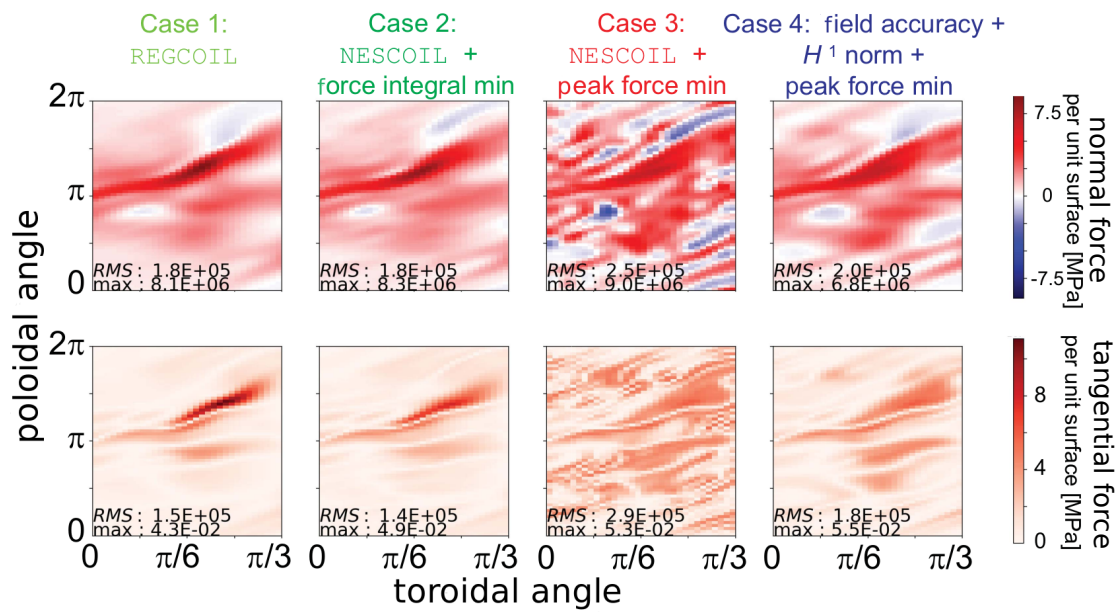 Case 1:
REGCOIL
Case 2:
NESCOIL +
force integral min
Case 3:
NESCOIL +
peak force min
Case 4: field accuracy +
H 1 norm +
peak force min
2π
π
0
RMS : 1.8E+05
max : 8.1E+06
RMS : 1.8E+05
max : 8.3E+06
RMS : 2.5E+05
max : 9.0E+06
RMS : 2.0E+05
max : 6.8E+06
7.5
0
-7.5
normal force
per unit surface [MPa]
poloidal angle
2π
π
0
RMS : 1.5E+05
max : 4.3E-02
RMS : 1.4E+05
max : 4.9E-02
RMS : 2.9E+05
max : 5.3E-02
RMS : 1.8E+05
max : 5.5E-02
8
4
0
tangential force
per unit surface [MPa]
0 π/6 π/3
0 π/6 π/3
0 π/6 π/3
0 π/6 π/3
toroidal angle